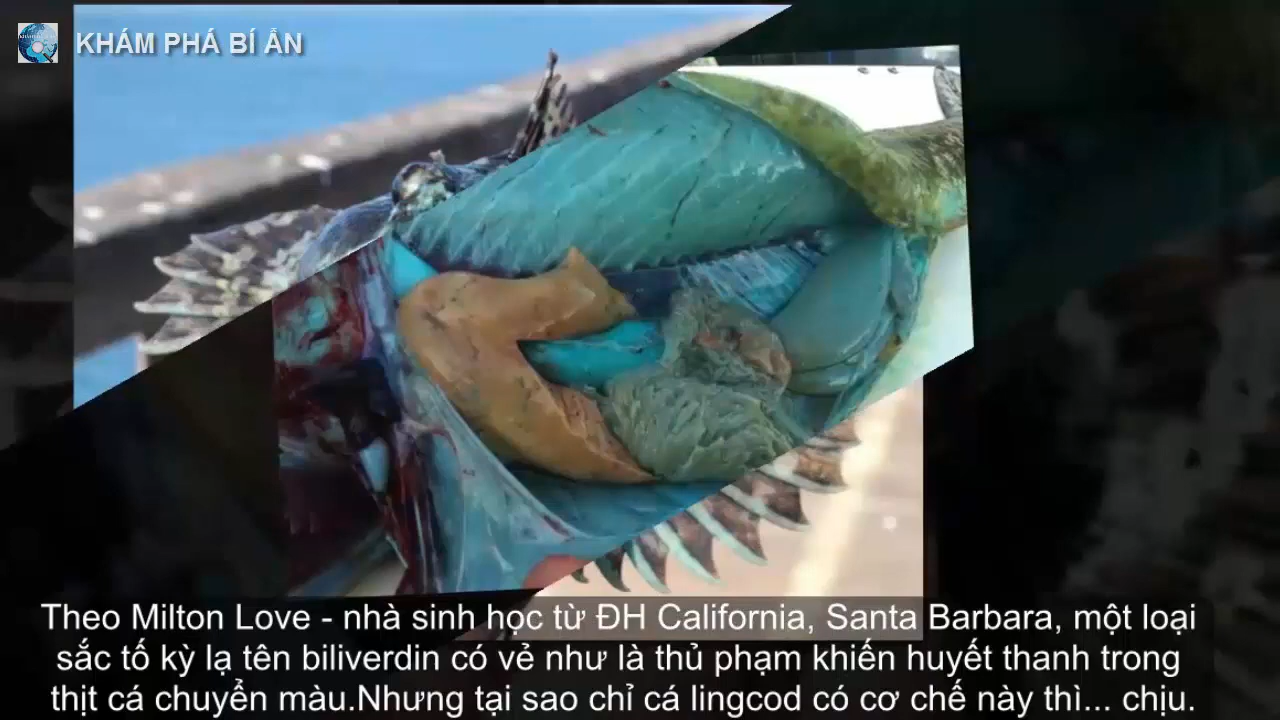 KHÁM PHÁ BÍ ẨN
Theo Milton Love - nhà sinh học từ ĐH California, Santa Barbara, một loại
sắc tố kỳ lạ tên biliverdin có vẻ như là thủ phạm khiến huyết thanh trong
thịt cá chuyển màu.Nhưng tại sao chỉ cá lingcod có cơ chế này thì... chịu.